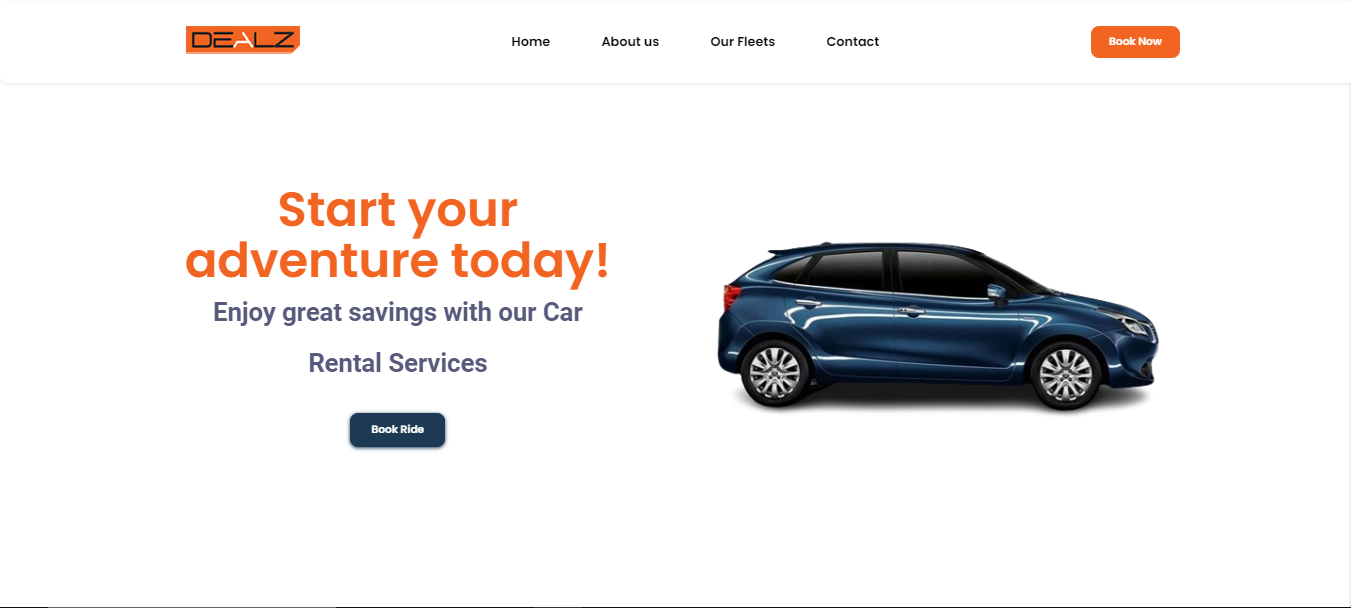 DEALZ
Home
About us
Our Fleets
Contact
Book Now
Start your
adventure today!
Enjoy great savings with our Car
Rental Services
Book Ride